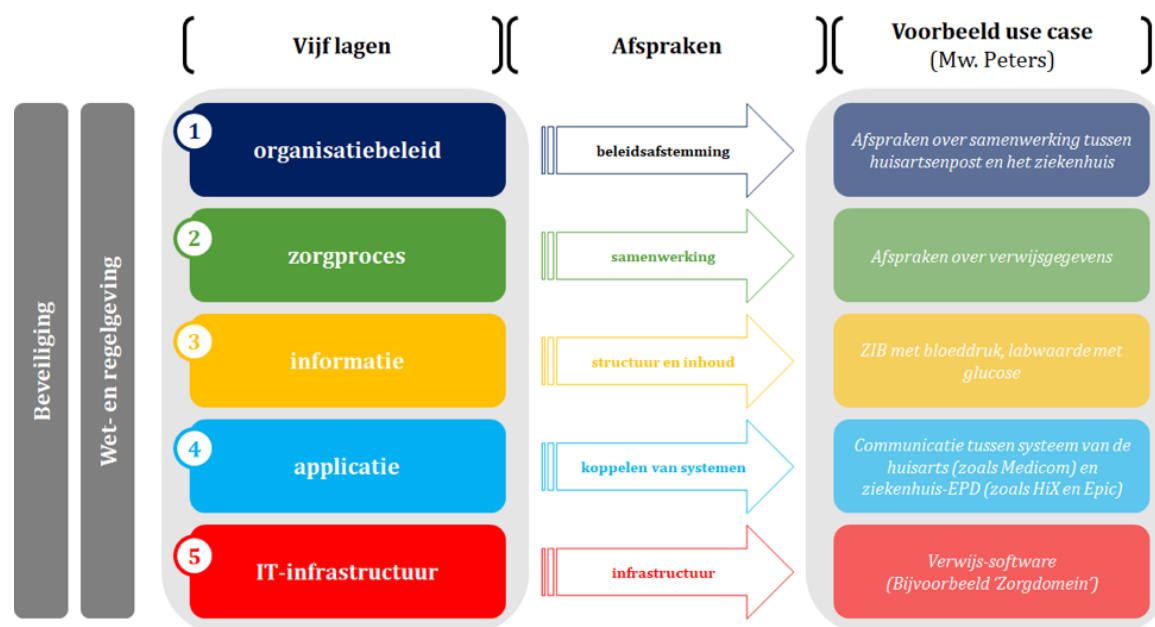 Vijf lagen
Afspraken
Voorbeeld use case
(Mw. Peters)
Beveiliging
Wet- en regelgeving
1
organisatiebeleid
beleidsafstemming
Afspraken over samenwerking tussen
huisartsenpost en het ziekenhuis
2
zorgproces
samenwerking
Afspraken over verwijsgegevens
3
informatie
structuur en inhoud
ZIB met bloeddruk, labwaarde met
glucose
4
applicatie
koppelen van systemen
Communicatie tussen systeem van de
huisarts (zoals Medicom) en
ziekenhuis-EPD (zoals HiX en Epic)
5
IT-infrastructuur
infrastructuur
Verwijs-software
(Bijvoorbeeld ‘Zorgdomein’)